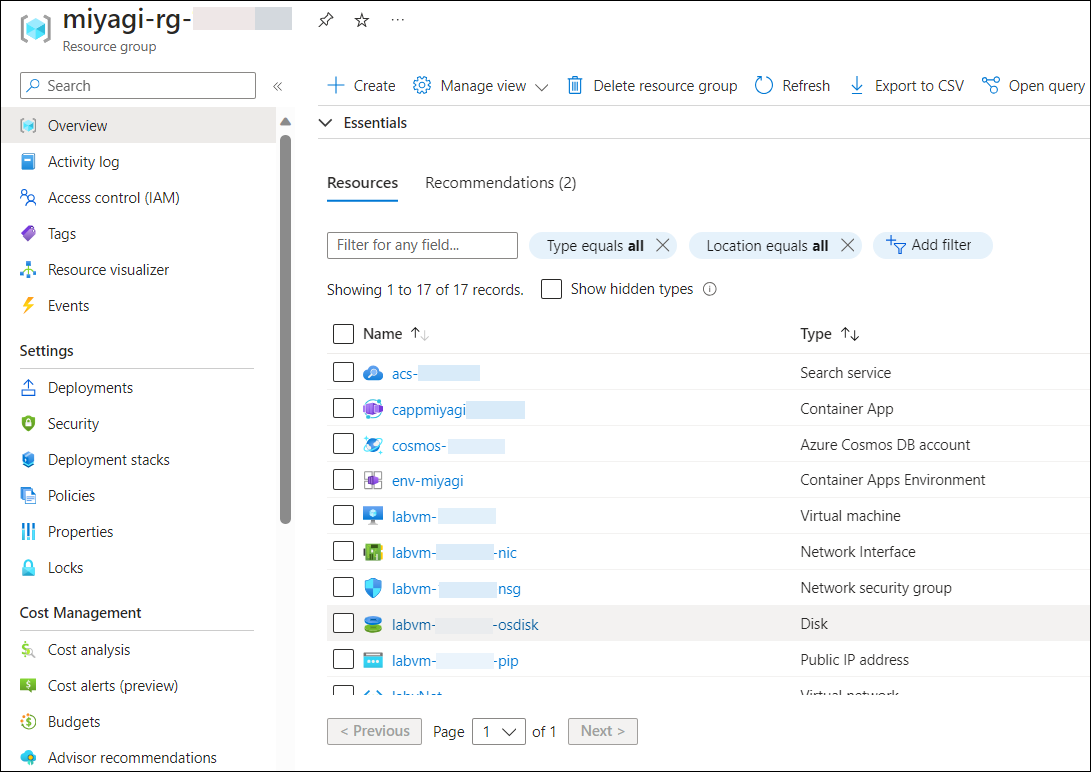 miyagi-rg-
Resource group
Search
«
Overview
Activity log
Access control (IAM)
Tags
Resource visualizer
Events
Settings
Deployments
Security
Deployment stacks
Policies
Properties
Locks
Cost Management
Cost analysis
Cost alerts (preview)
Budgets
Advisor recommendations
Create Manage view Delete resource group Refresh Export to CSV Open query
Essentials
Resources Recommendations (2)
Filter for any field... Type equals all Location equals all Add filter
Showing 1 to 17 of 17 records. Show hidden types
Name Type
acs- Search service
cappmiyagi Container App
cosmos- Azure Cosmos DB account
env-miyagi Container Apps Environment
labvm- Virtual machine
labvm- -nic Network Interface
labvm- nsg Network security group
labvm- -osdisk Disk
labvm- -pip Public IP address
labvNet Virtual network
< Previous Page 1 of 1 Next >